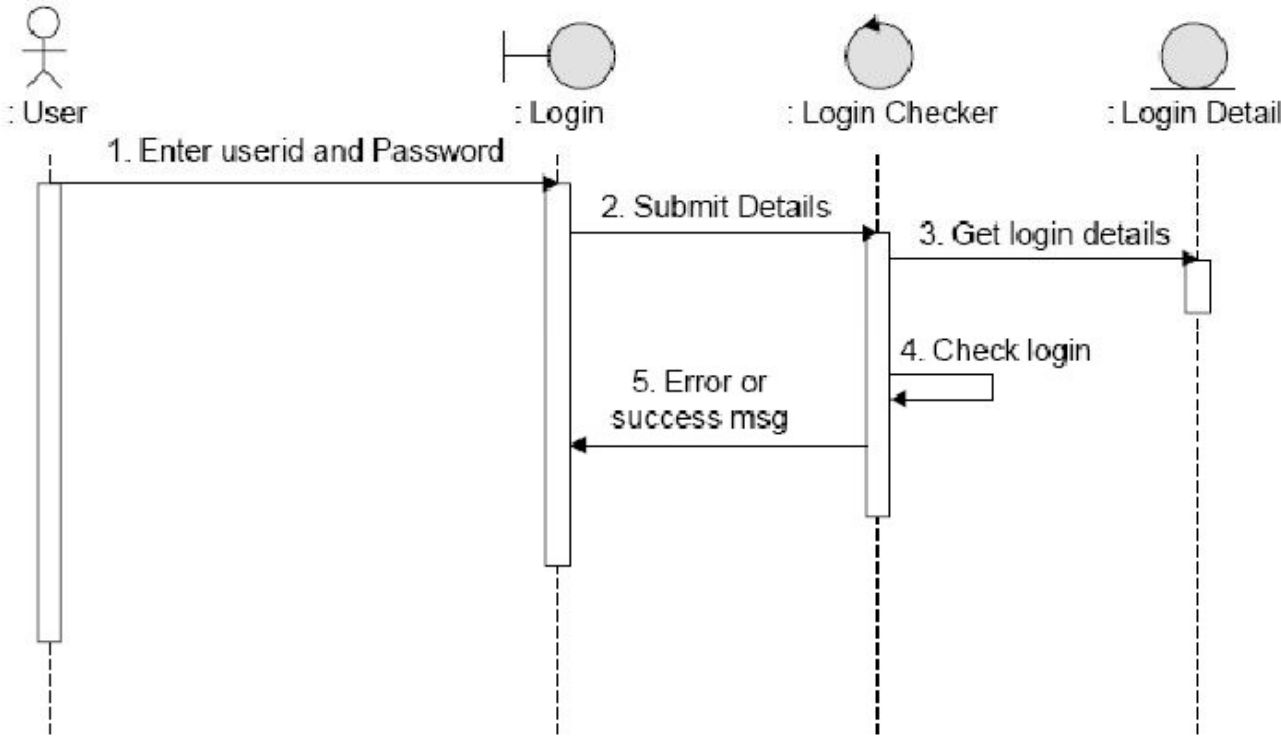 : User
: Login
: Login Checker
: Login Detail
1. Enter userid and Password
2. Submit Details
3. Get login details
4. Check login
5. Error or
success msg